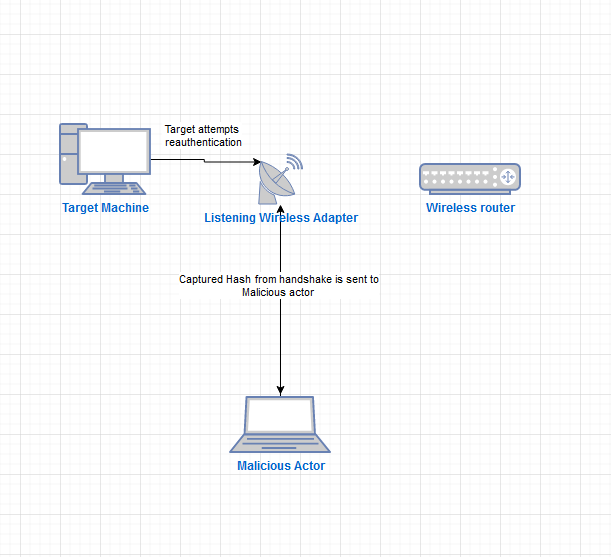 Target attempts
reauthentication
Target Machine
Listening Wireless Adapter
Wireless router
Captured Hash from handshake is sent to
Malicious actor
Malicious Actor